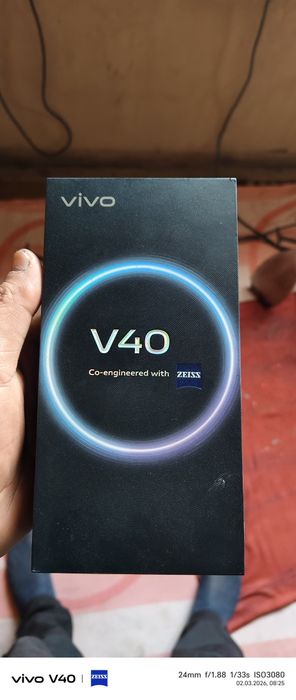 vivo
V40
Co-engineered with ZEISS
vivo V40 | ZEISS
24mm f/1.88 1/33s ISO3080
02.03.2026, 08:25